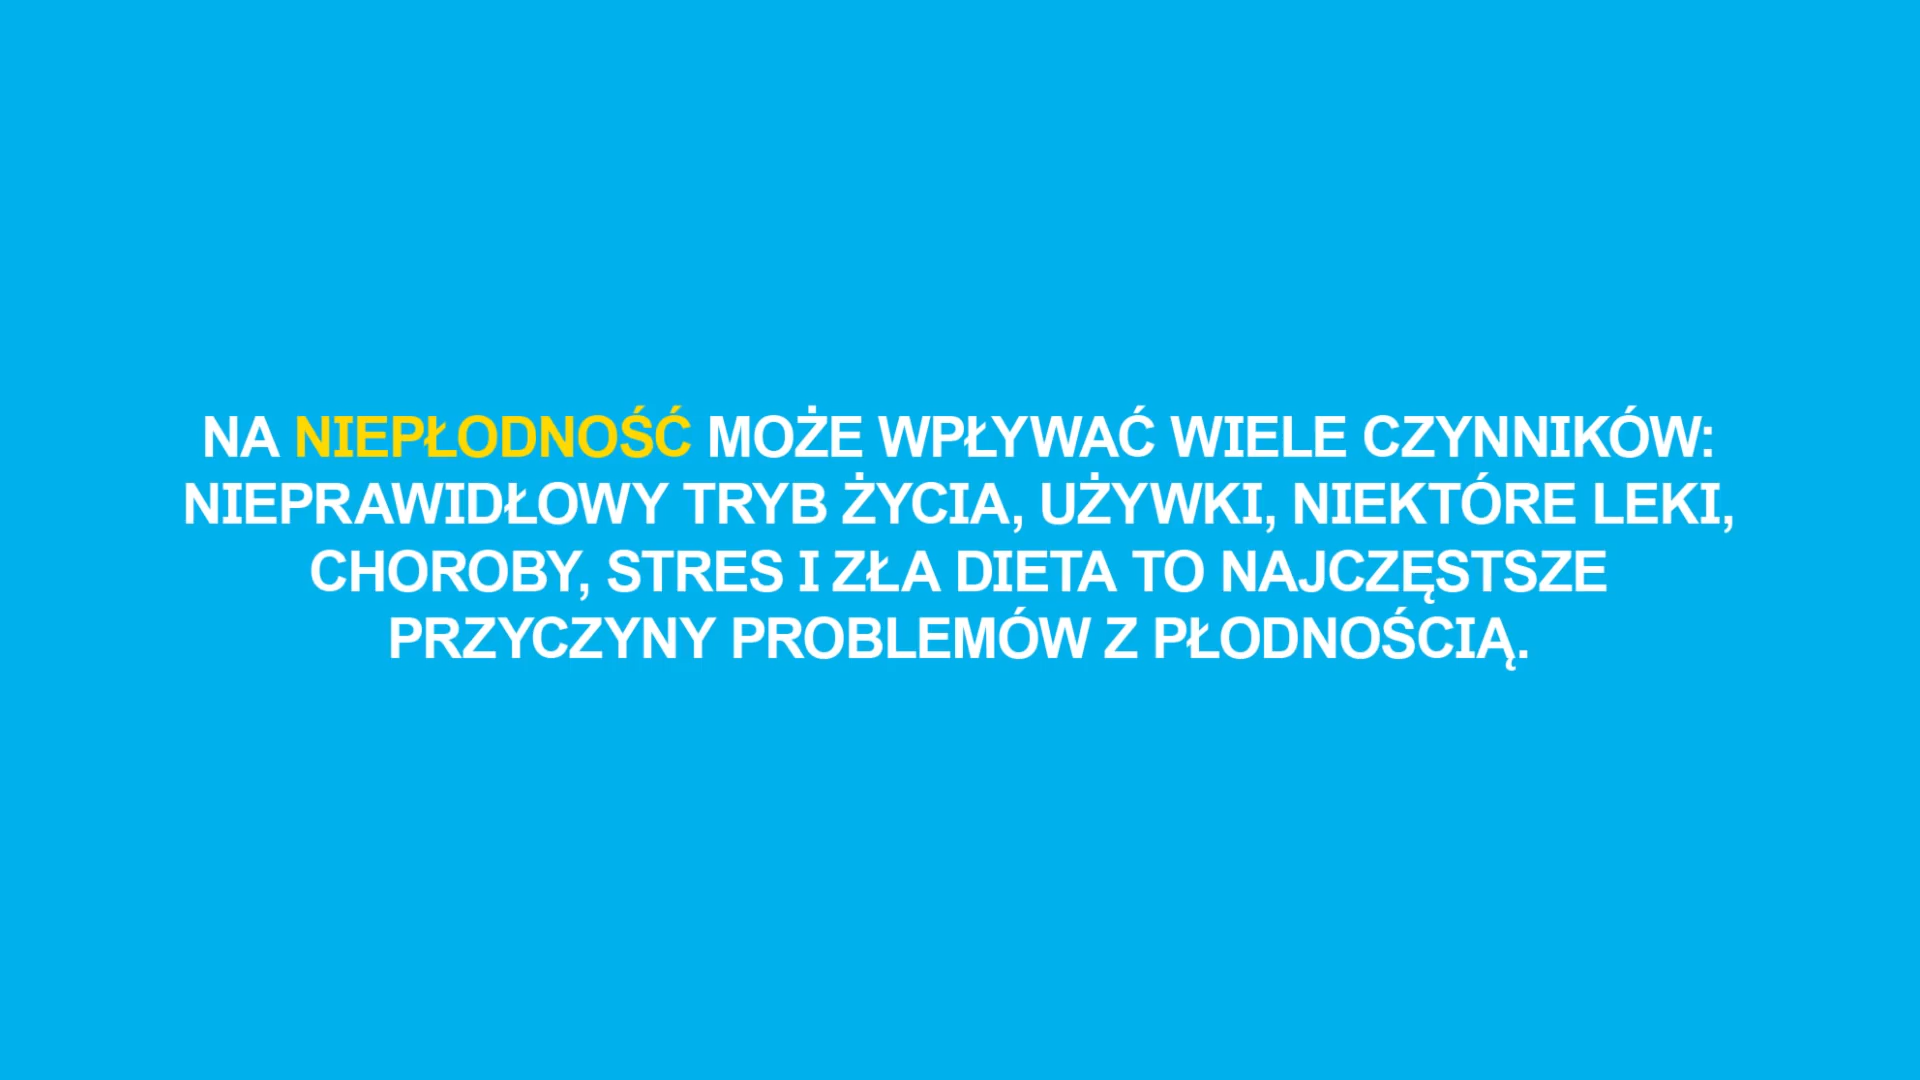 NA NIEPŁODNOŚĆ MOŻE WPŁYWAĆ WIELE CZYNNIKÓW:
NIEPRAWIDŁOWY TRYB ŻYCIA, UŻYWKI, NIEKTÓRE LEKI,
CHOROBY, STRES I ZŁA DIETA TO NAJCZĘSTSZE
PRZYCZYNY PROBLEMÓW Z PŁODNOŚCIĄ.